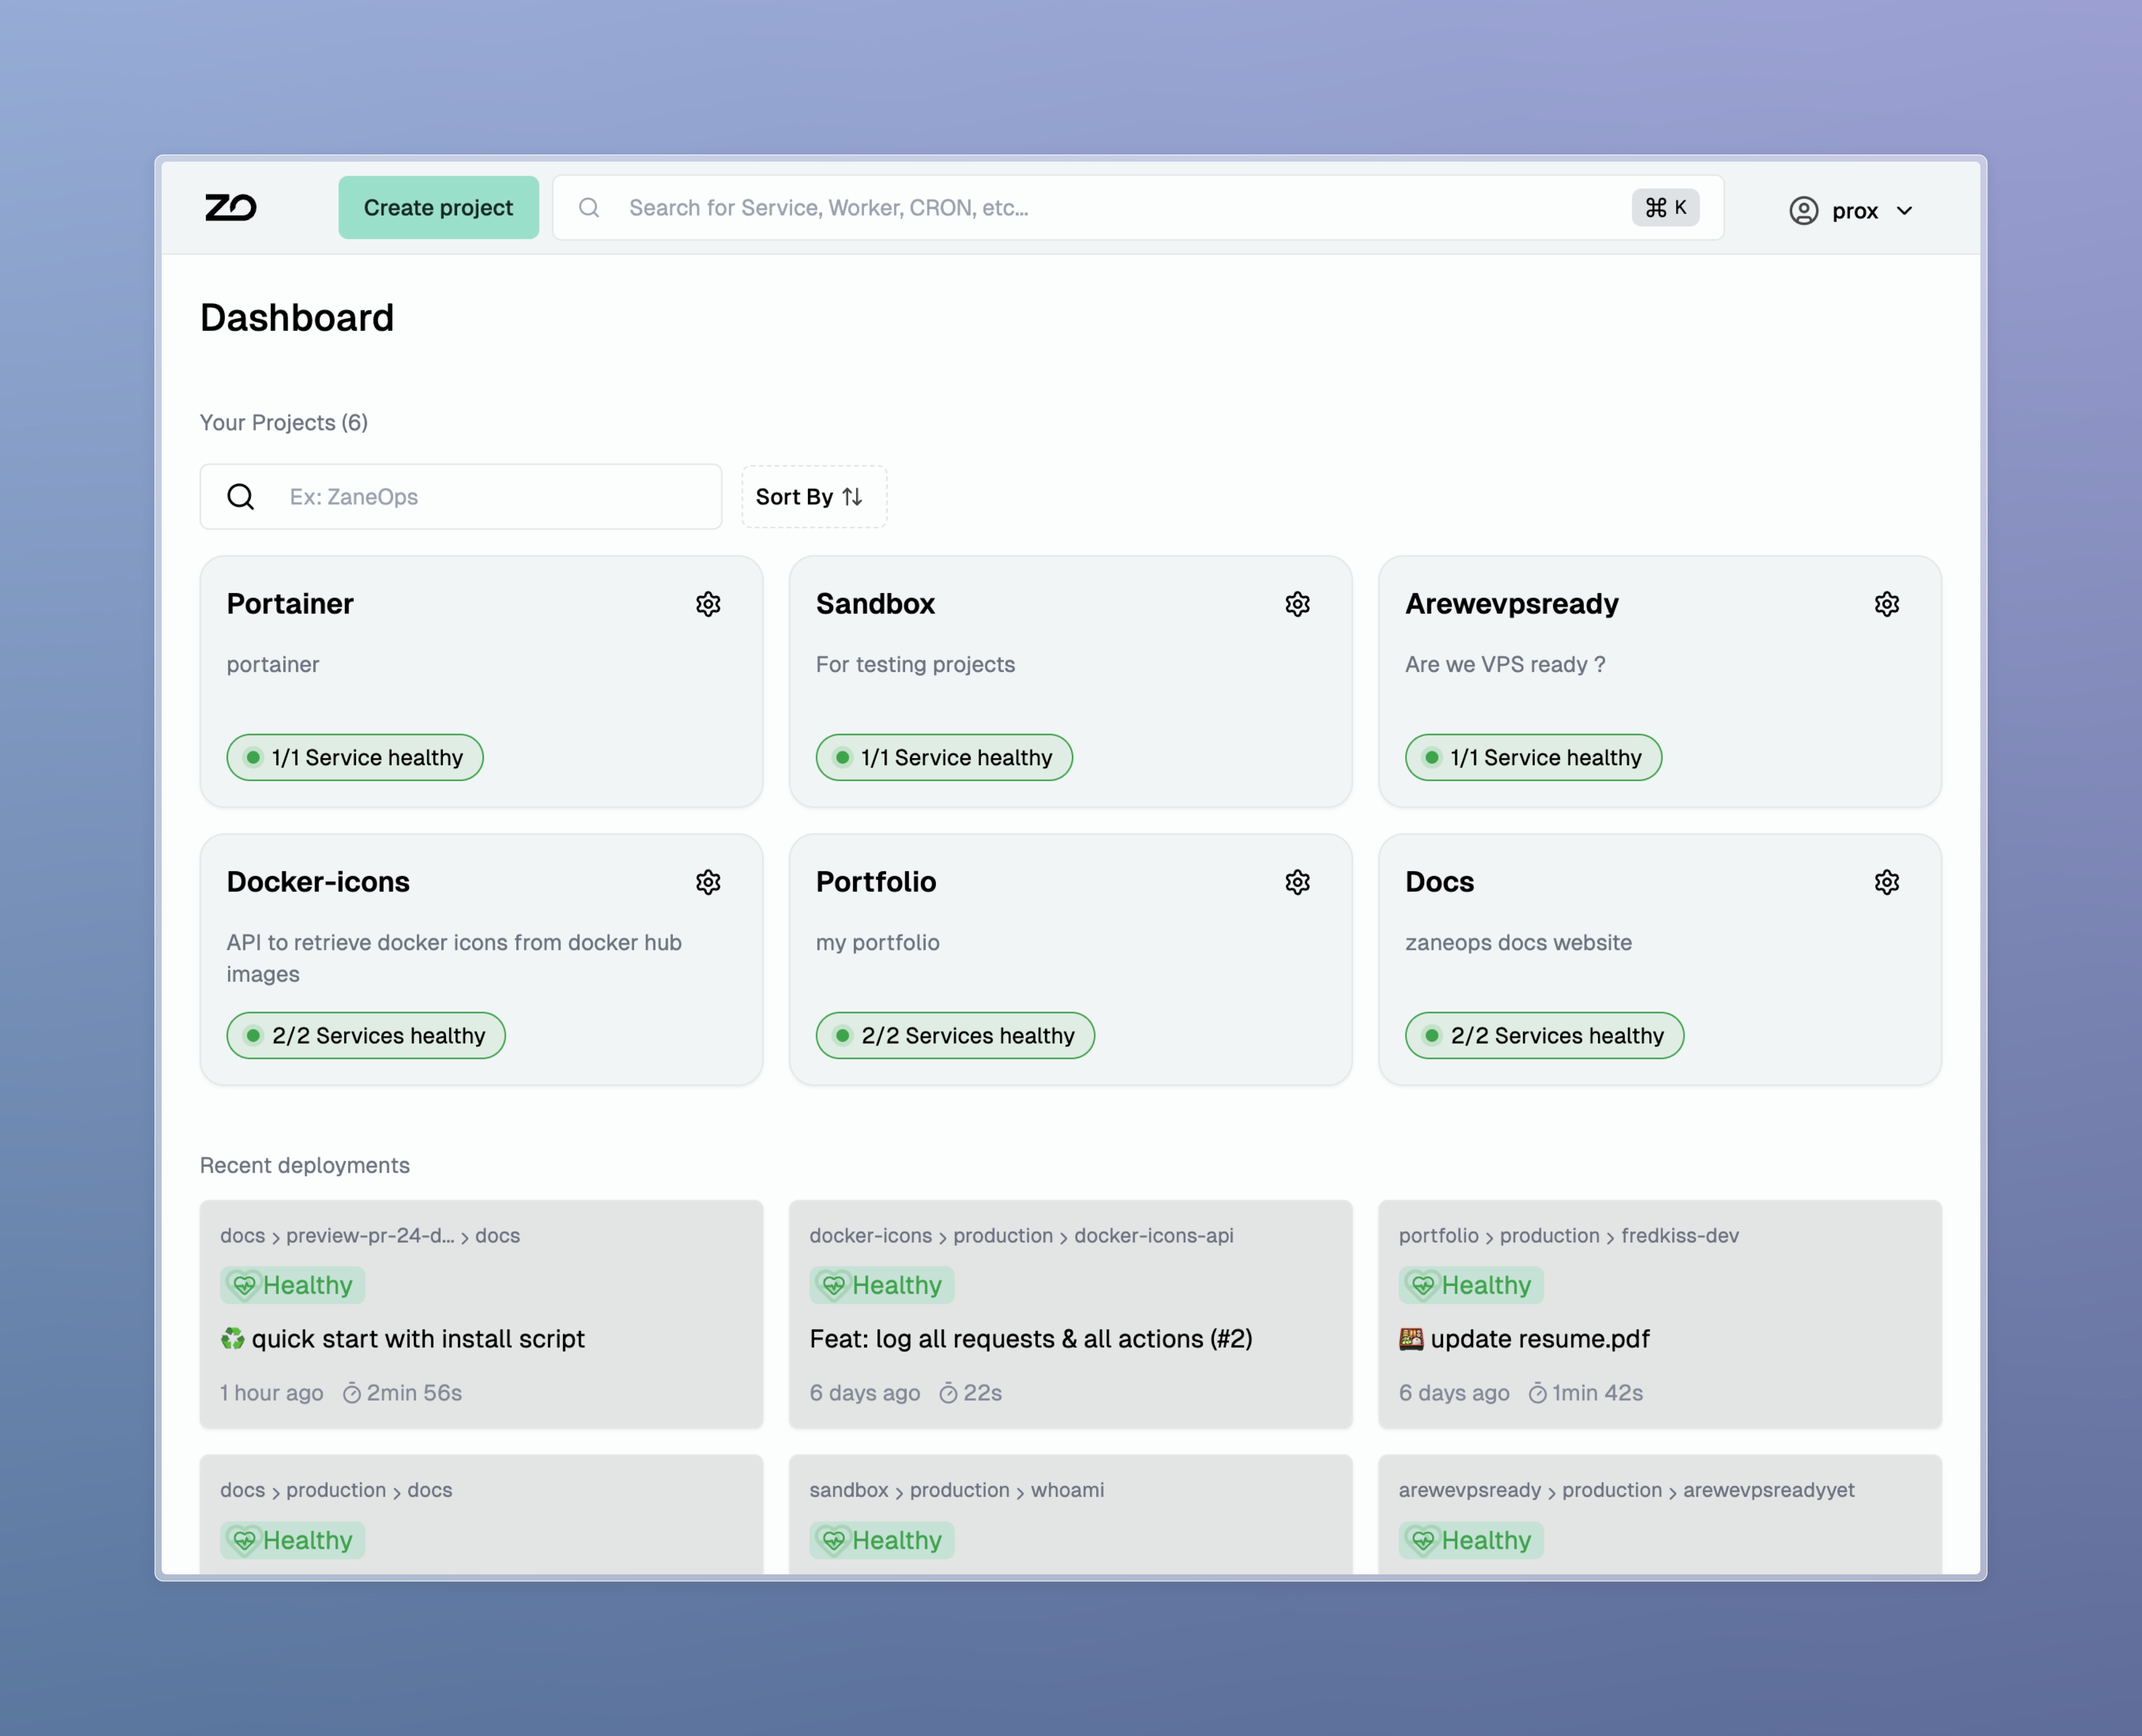 ZO
Create project
Search for Service, Worker, CRON, etc...
⌘ K
prox
Dashboard
Your Projects (6)
Ex: ZaneOps
Sort By
Portainer
portainer
1/1 Service healthy
Sandbox
For testing projects
1/1 Service healthy
Arewevpsready
Are we VPS ready ?
1/1 Service healthy
Docker-icons
API to retrieve docker icons from docker hub
images
2/2 Services healthy
Portfolio
my portfolio
2/2 Services healthy
Docs
zaneops docs website
2/2 Services healthy
Recent deployments
docs › preview-pr-24-d... › docs
Healthy
♻️ quick start with install script
1 hour ago 2min 56s
docker-icons › production › docker-icons-api
Healthy
Feat: log all requests & all actions (#2)
6 days ago 22s
portfolio › production › fredkiss-dev
Healthy
🍱 update resume.pdf
6 days ago 1min 42s
docs › production › docs
Healthy
sandbox › production › whoami
Healthy
arewevpsready › production › arewevpsreadyyet
Healthy